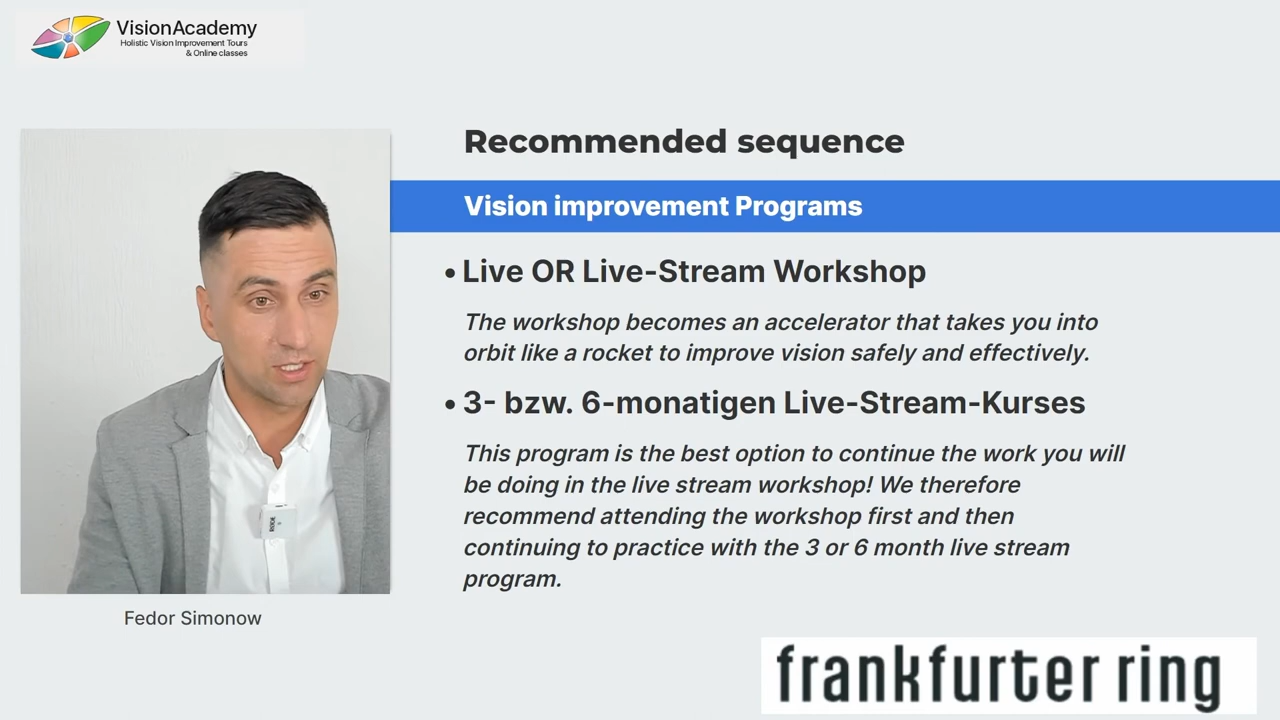 VisionAcademy
Holistic Vision Improvement Tours
& Online classes
Recommended sequence
Vision improvement Programs
• Live OR Live-Stream Workshop
The workshop becomes an accelerator that takes you into
orbit like a rocket to improve vision safely and effectively.
• 3- bzw. 6-monatigen Live-Stream-Kurses
This program is the best option to continue the work you will
be doing in the live stream workshop! We therefore
recommend attending the workshop first and then
continuing to practice with the 3 or 6 month live stream
program.
RODE
Fedor Simonow
frankfurter ring